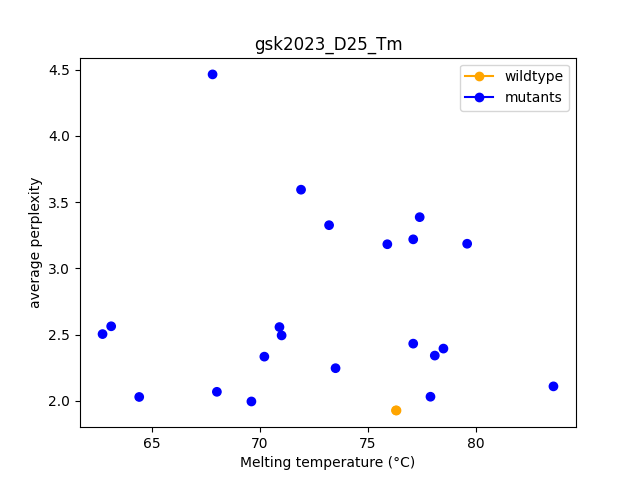 gsk2023_D25_Tm
wildtype
mutants
4.5
4.0
3.5
3.0
2.5
2.0
average perplexity
65
70
75
80
Melting temperature (°C)